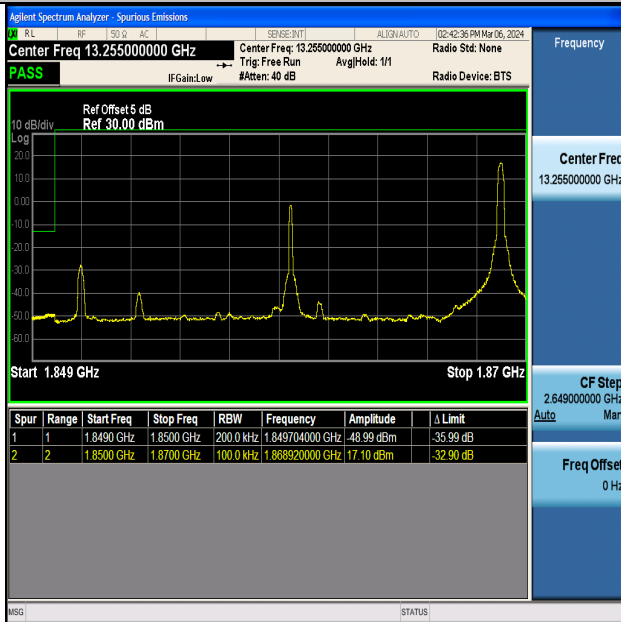 Agilent Spectrum Analyzer - Spurious Emissions
RL RF 50 Ω AC SENSE:INT ALIGN AUTO 02:42:36 PM Mar 06, 2024
Center Freq 13.255000000 GHz
Center Freq: 13.255000000 GHz
Radio Std: None
Trig: Free Run Avg|Hold: 1/1
PASS
IFGain:Low
#Atten: 40 dB
Radio Device: BTS
Frequency
Ref Offset 5 dB
10 dB/div Ref 30.00 dBm
Log
20.0
10.0
0.00
-10.0
-20.0
-30.0
-40.0
-50.0
-60.0
Start 1.849 GHz Stop 1.87 GHz
Center Freq
13.255000000 GHz
CF Step
2.649000000 GHz
Auto Man
Freq Offset
0 Hz
Spur Range Start Freq Stop Freq RBW Frequency Amplitude Δ Limit
1 1 1.8490 GHz 1.8500 GHz 200.0 kHz 1.849704000 GHz -48.99 dBm -35.99 dB
2 2 1.8500 GHz 1.8700 GHz 100.0 kHz 1.868920000 GHz 17.10 dBm -32.90 dB
MSG STATUS